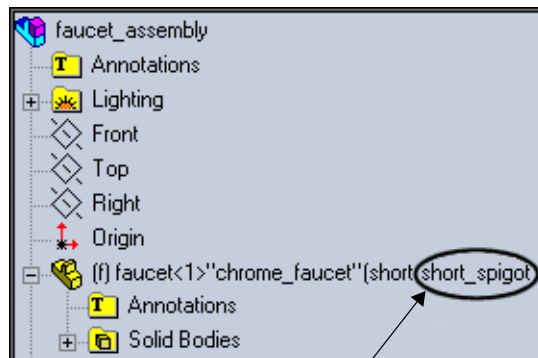 faucet_assembly
Annotations
Lighting
Front
Top
Right
Origin
(f) faucet<1>"chrome_faucet"(short short_spigot
Annotations
Solid Bodies